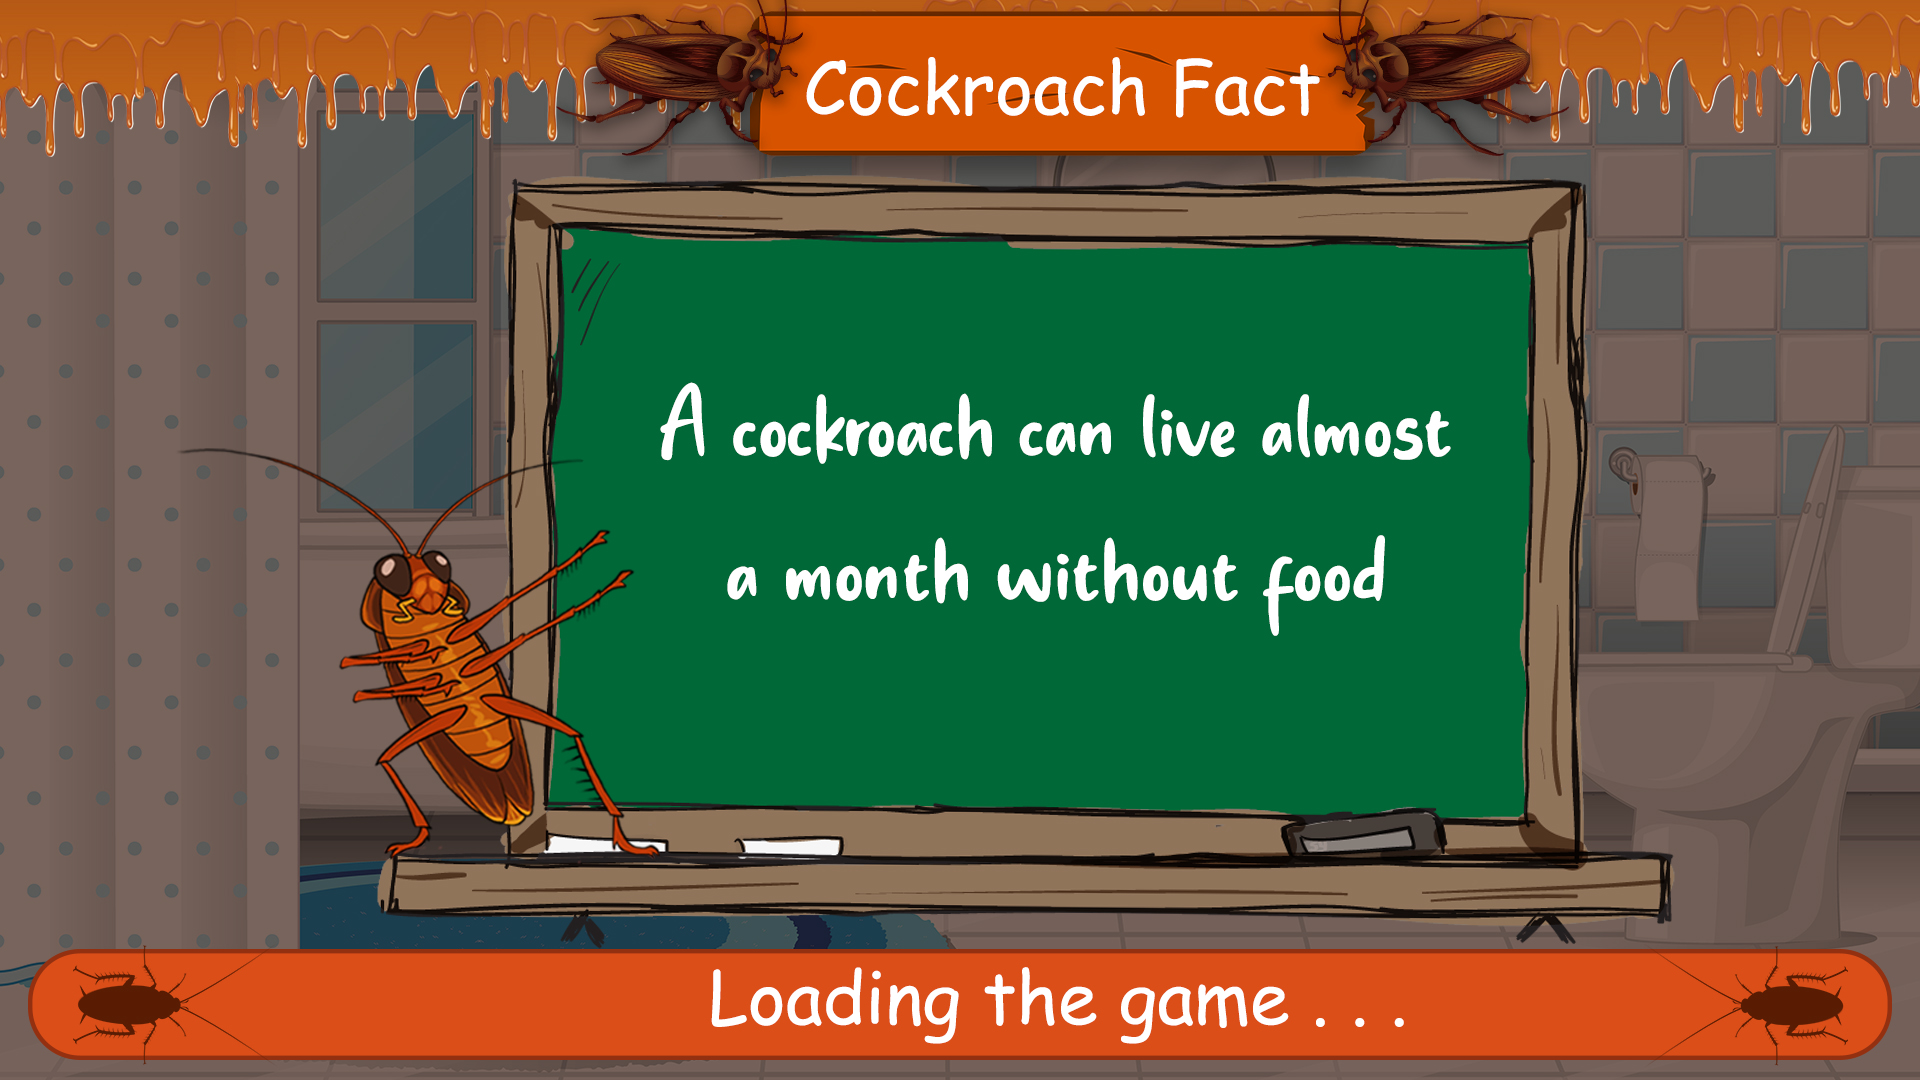 Cockroach Fact
A cockroach can live almost
a month without food
Loading the game . . .